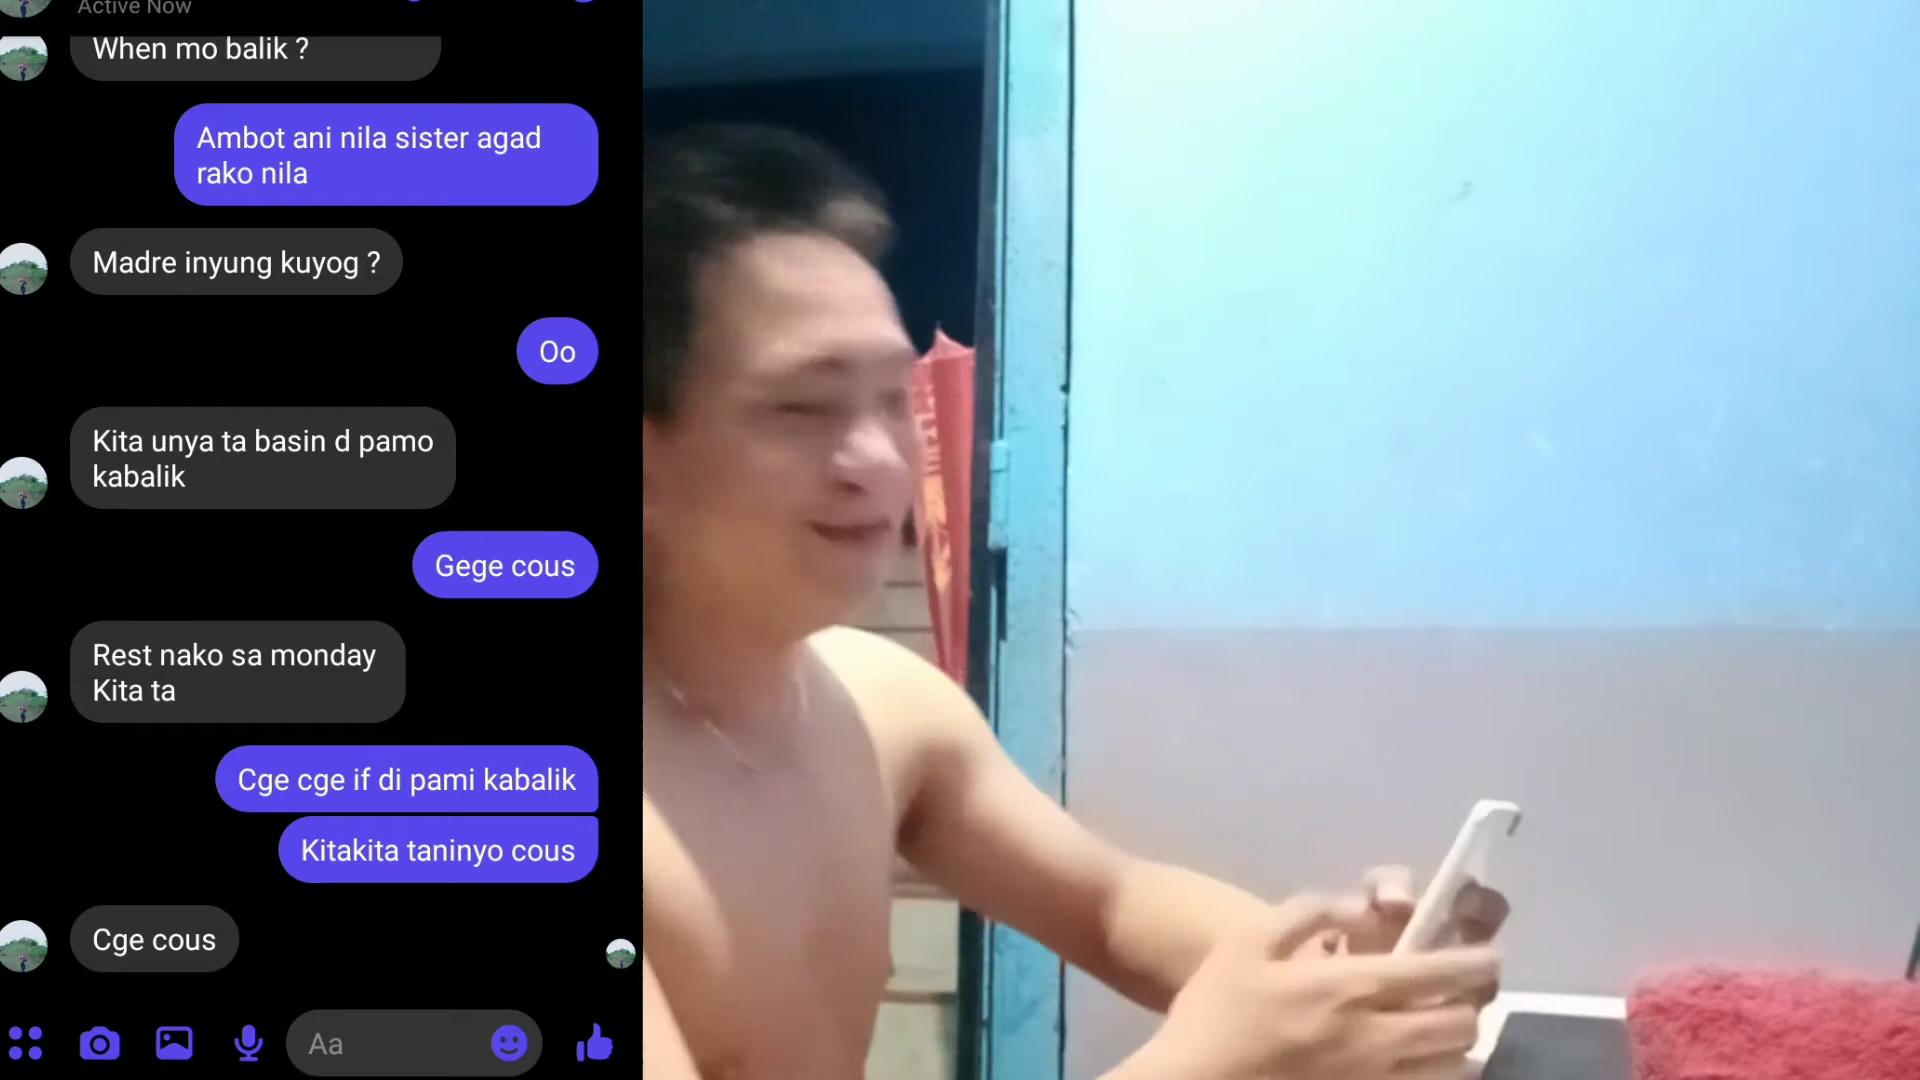 Active Now
When mo balik ?
Ambot ani nila sister agad
rako nila
Madre inyung kuyog ?
Oo
Kita unya ta basin d pamo
kabalik
Gege cous
Rest nako sa monday
Kita ta
Cge cge if di pami kabalik
Kitakita taninyo cous
Cge cous
Aa